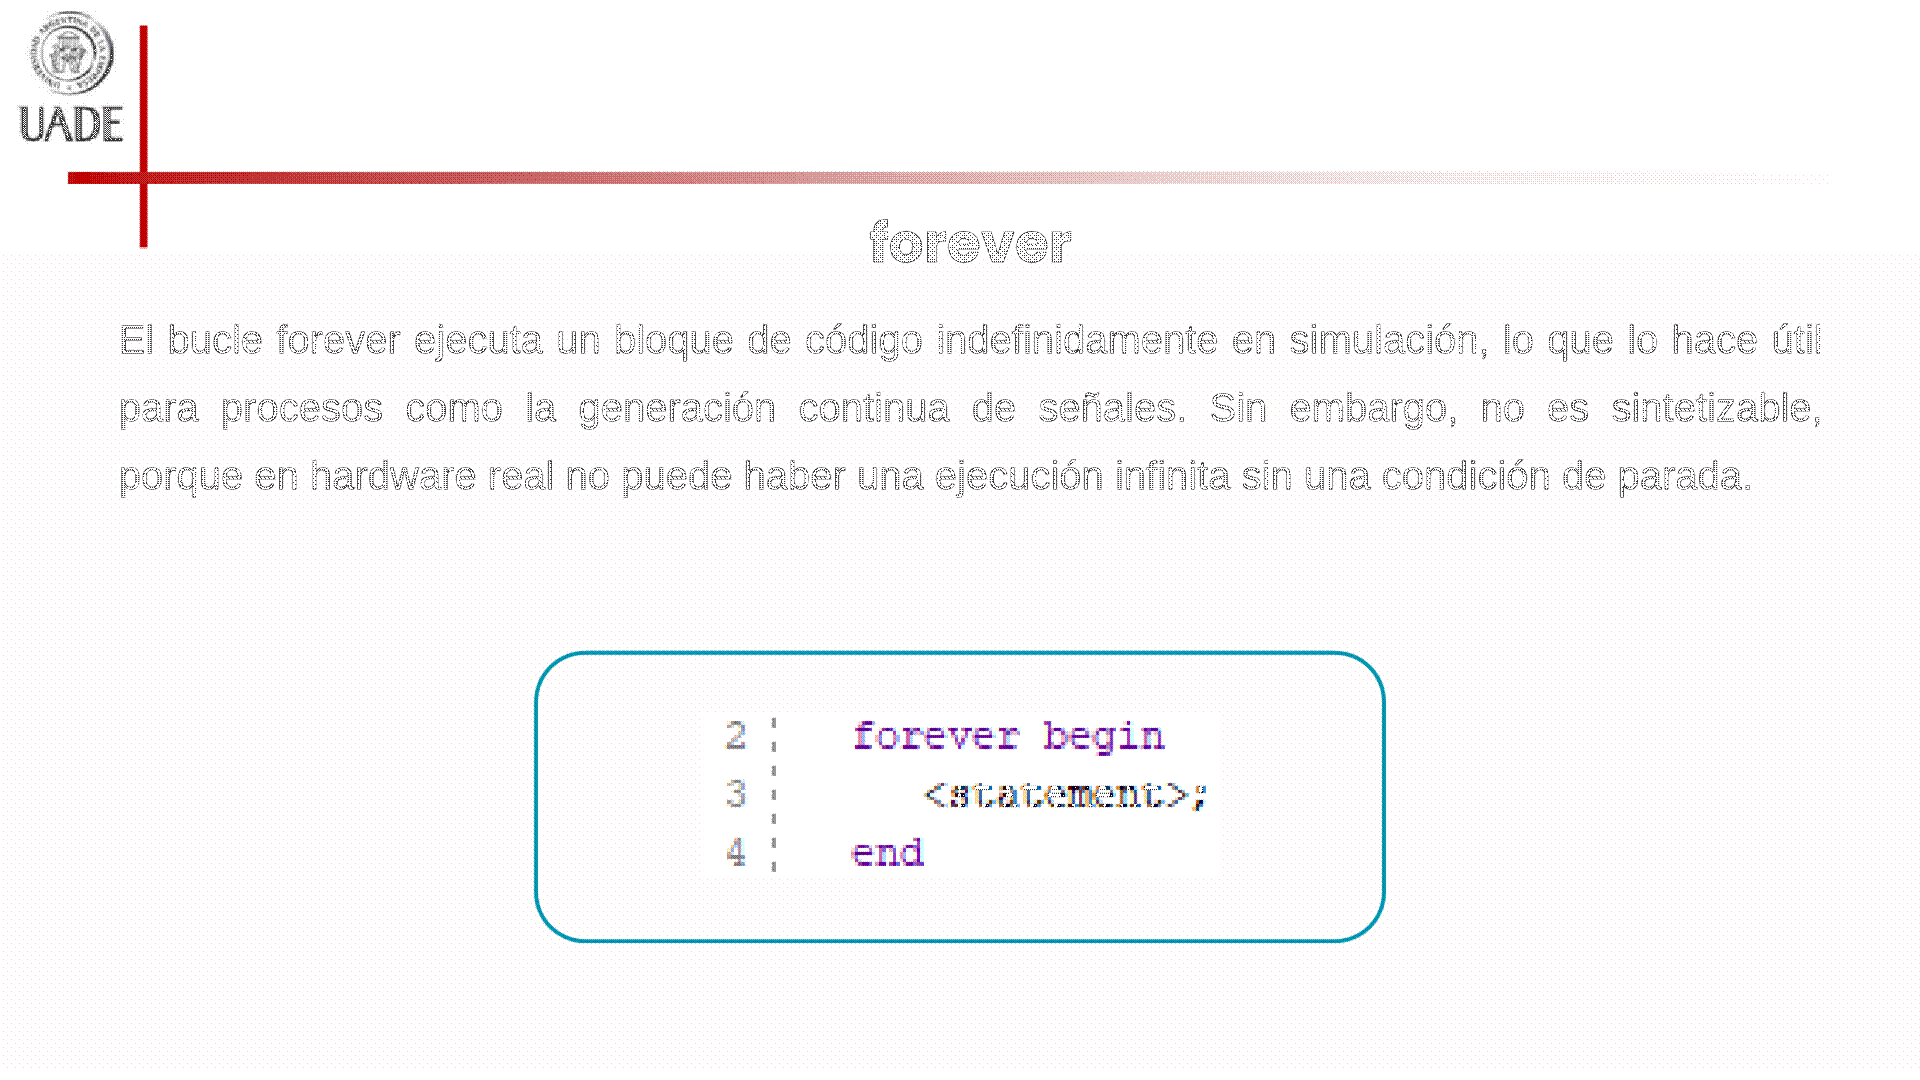 UADE
forever
El bucle forever ejecuta un bloque de código indefinidamente en simulación, lo que lo hace útil
para procesos como la generación continua de señales. Sin embargo, no es sintetizable,
porque en hardware real no puede haber una ejecución infinita sin una condición de parada.
2 forever begin
3 <statement>;
4 end